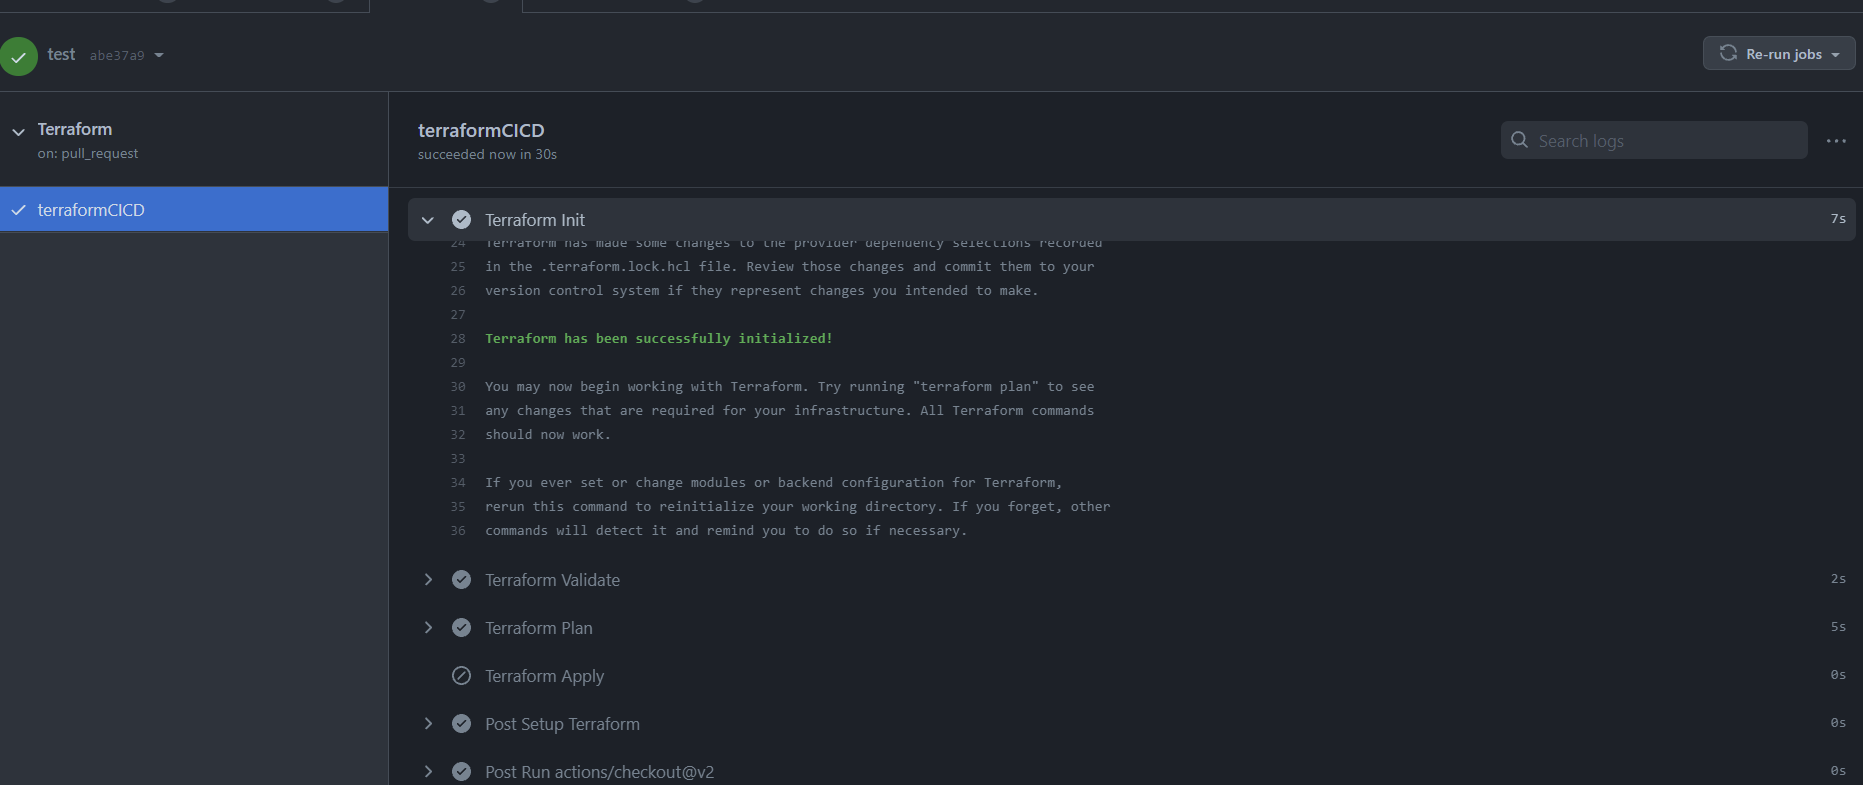 test abe37a9
Re-run jobs
Terraform
on: pull_request
terraformCICD
terraformCICD
succeeded now in 30s
Search logs
Terraform Init 7s
24 Terraform has made some changes to the provider dependency selections recorded
25 in the .terraform.lock.hcl file. Review those changes and commit them to your
26 version control system if they represent changes you intended to make.
27
28 Terraform has been successfully initialized!
29
30 You may now begin working with Terraform. Try running "terraform plan" to see
31 any changes that are required for your infrastructure. All Terraform commands
32 should now work.
33
34 If you ever set or change modules or backend configuration for Terraform,
35 rerun this command to reinitialize your working directory. If you forget, other
36 commands will detect it and remind you to do so if necessary.
Terraform Validate 2s
Terraform Plan 5s
Terraform Apply 0s
Post Setup Terraform 0s
Post Run actions/checkout@v2 0s